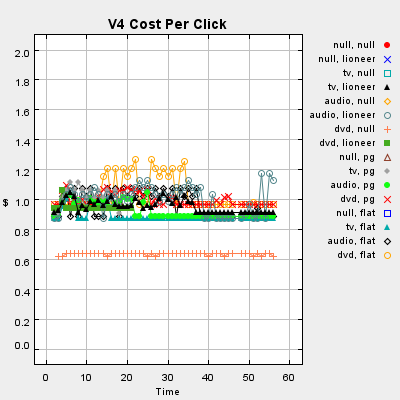 V4 Cost Per Click
2.0
1.8
1.6
1.4
1.2
1.0
0.8
0.6
0.4
0.2
0.0
$
0 10 20 30 40 50 60
Time
null, null
null, lioneer
tv, null
tv, lioneer
audio, null
audio, lioneer
dvd, null
dvd, lioneer
null, pg
tv, pg
audio, pg
dvd, pg
null, flat
tv, flat
audio, flat
dvd, flat